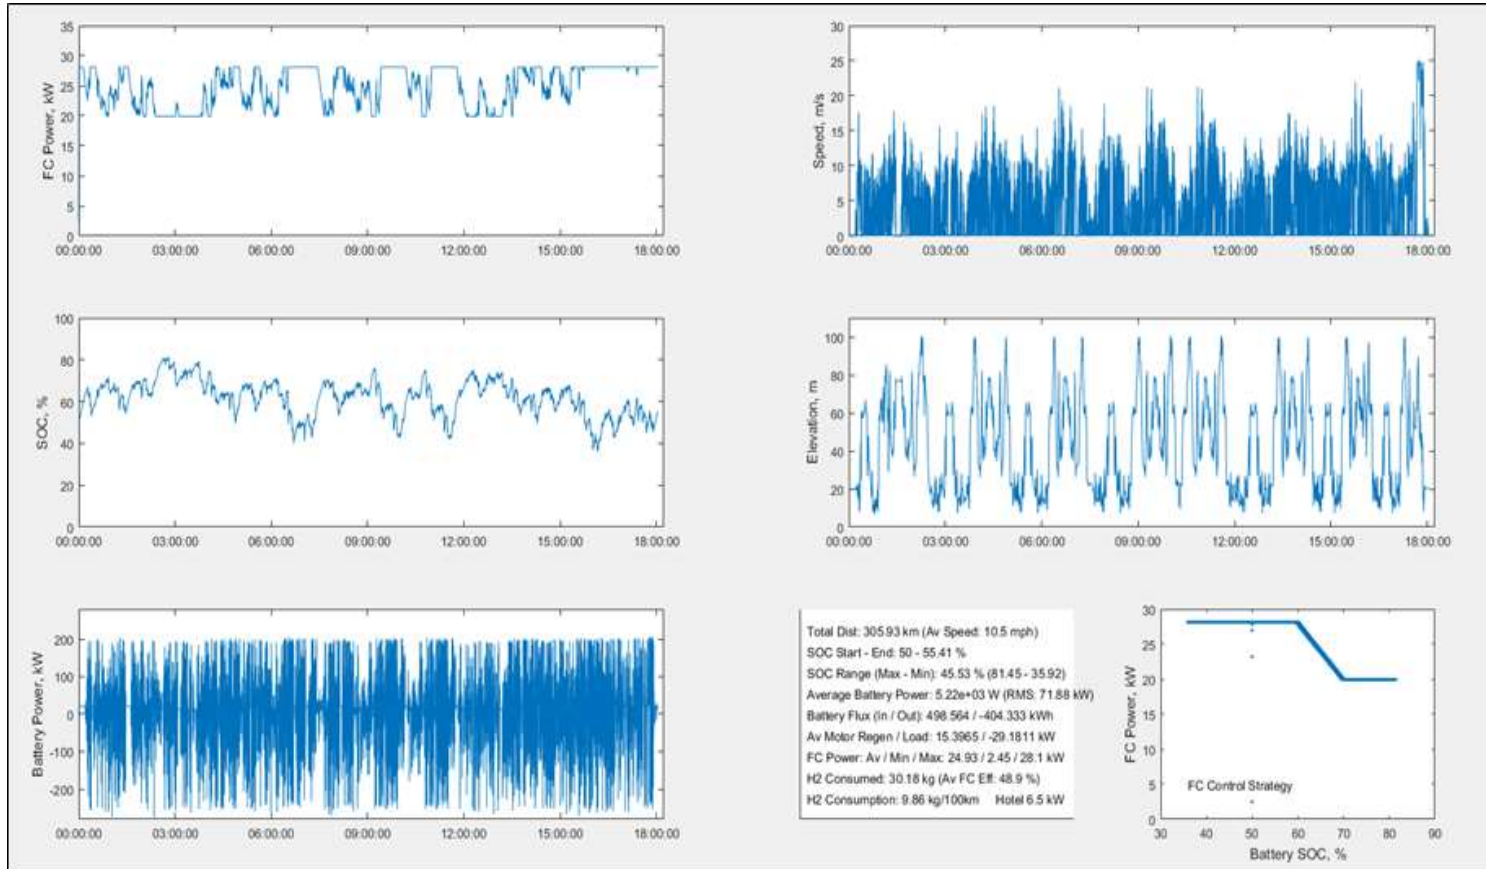 35
30
25
20
15
10
5
0
FC Power, kW
00:00:00 03:00:00 06:00:00 09:00:00 12:00:00 15:00:00 18:00:00
30
25
20
15
10
5
0
Speed, m/s
00:00:00 03:00:00 06:00:00 09:00:00 12:00:00 15:00:00 18:00:00
100
80
60
40
20
0
SOC, %
00:00:00 03:00:00 06:00:00 09:00:00 12:00:00 15:00:00 18:00:00
100
80
60
40
20
0
Elevation, m
00:00:00 03:00:00 06:00:00 09:00:00 12:00:00 15:00:00 18:00:00
200
100
0
-100
-200
Battery Power, kW
00:00:00 03:00:00 06:00:00 09:00:00 12:00:00 15:00:00 18:00:00
Total Dist: 305.93 km (Av Speed: 10.5 mph)
SOC Start - End: 50 - 55.41 %
SOC Range (Max - Min): 45.53 % (81.45 - 35.92)
Average Battery Power: 5.22e+03 W (RMS: 71.88 kW)
Battery Flux (In / Out): 498.564 / -404.333 kWh
Av Motor Regen / Load: 15.3965 / -29.1811 kW
FC Power: Av / Min / Max: 24.93 / 2.45 / 28.1 kW
H2 Consumed: 30.18 kg (Av FC Eff: 48.9 %)
H2 Consumption: 9.86 kg/100km Hotel 6.5 kW
30
25
20
15
10
5
0
FC Power, kW
FC Control Strategy
30 40 50 60 70 80 90
Battery SOC, %